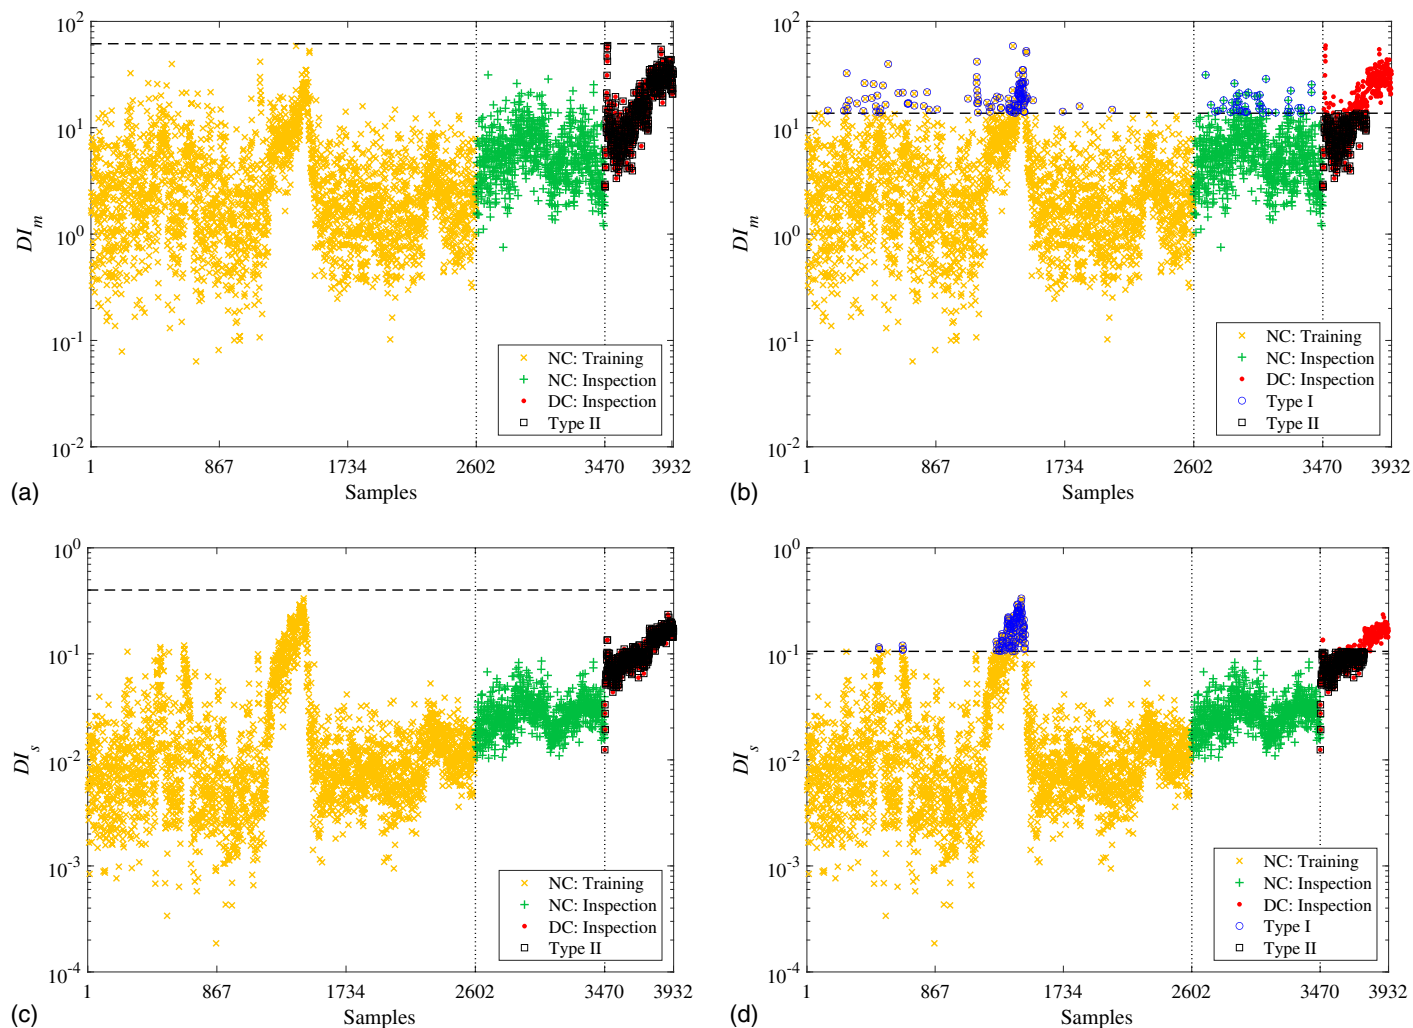 10^2
10^1
10^0
10^-1
10^-2
DI_m
1 867 1734 2602 3470 3932
Samples
NC: Training
NC: Inspection
DC: Inspection
Type II
(a)
10^2
10^1
10^0
10^-1
10^-2
DI_m
1 867 1734 2602 3470 3932
Samples
NC: Training
NC: Inspection
DC: Inspection
Type I
Type II
(b)
10^0
10^-1
10^-2
10^-3
10^-4
DI_s
1 867 1734 2602 3470 3932
Samples
NC: Training
NC: Inspection
DC: Inspection
Type II
(c)
10^0
10^-1
10^-2
10^-3
10^-4
DI_s
1 867 1734 2602 3470 3932
Samples
NC: Training
NC: Inspection
DC: Inspection
Type I
Type II
(d)